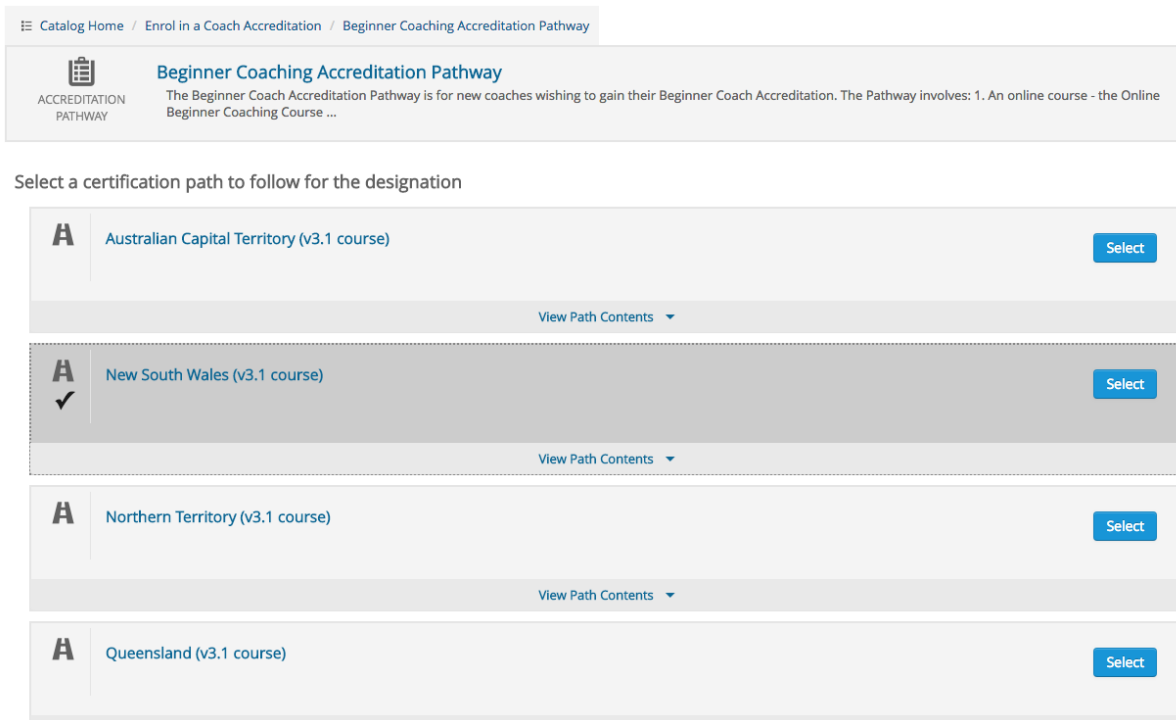 Catalog Home / Enrol in a Coach Accreditation / Beginner Coaching Accreditation Pathway
ACCREDITATION
PATHWAY
Beginner Coaching Accreditation Pathway
The Beginner Coach Accreditation Pathway is for new coaches wishing to gain their Beginner Coach Accreditation. The Pathway involves: 1. An online course - the Online
Beginner Coaching Course ...
Select a certification path to follow for the designation
Australian Capital Territory (v3.1 course)
Select
View Path Contents
New South Wales (v3.1 course)
Select
View Path Contents
Northern Territory (v3.1 course)
Select
View Path Contents
Queensland (v3.1 course)
Select